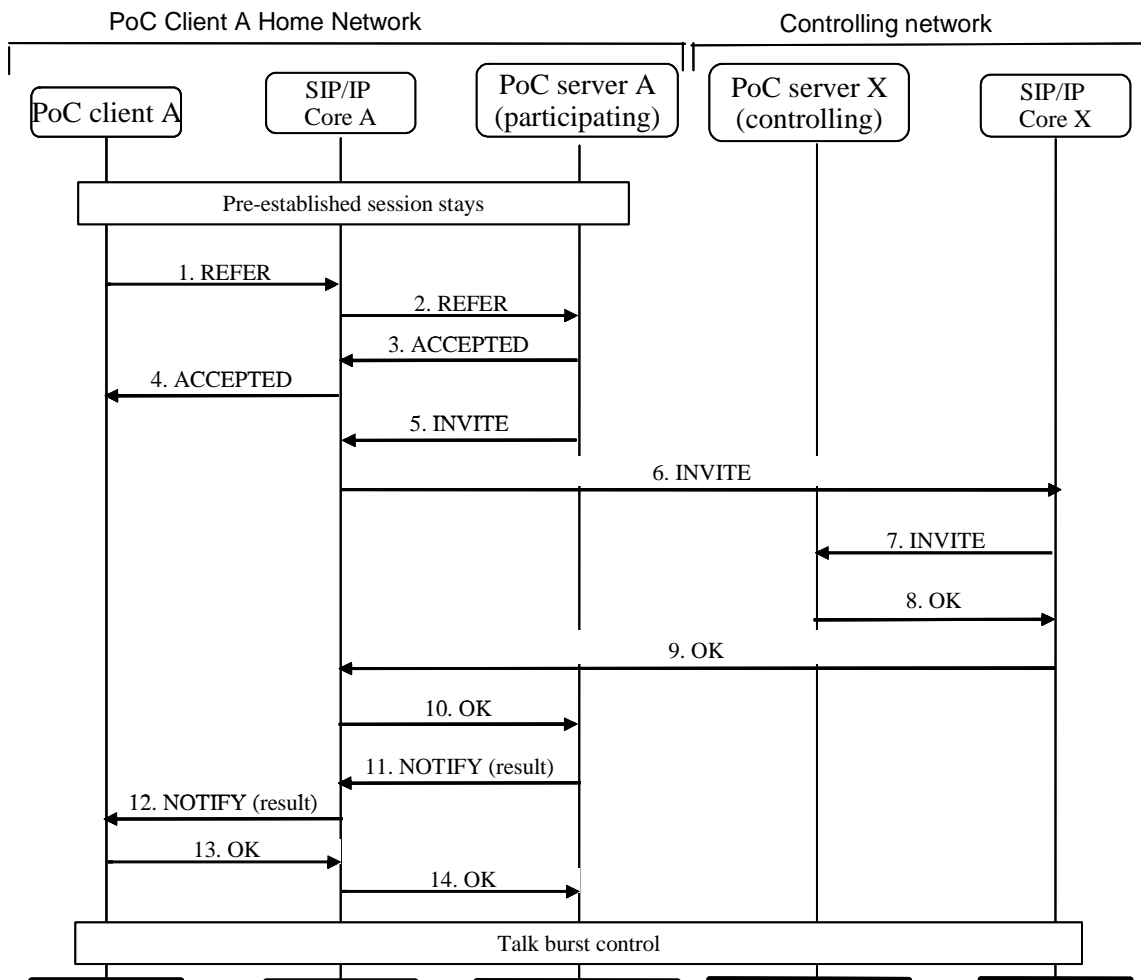 PoC Client A Home Network
Controlling network
PoC client A
SIP/IP
Core A
PoC server A
(participating)
PoC server X
(controlling)
SIP/IP
Core X
Pre-established session stays
1. REFER
2. REFER
3. ACCEPTED
4. ACCEPTED
5. INVITE
6. INVITE
7. INVITE
8. OK
9. OK
10. OK
11. NOTIFY (result)
12. NOTIFY (result)
13. OK
14. OK
Talk burst control